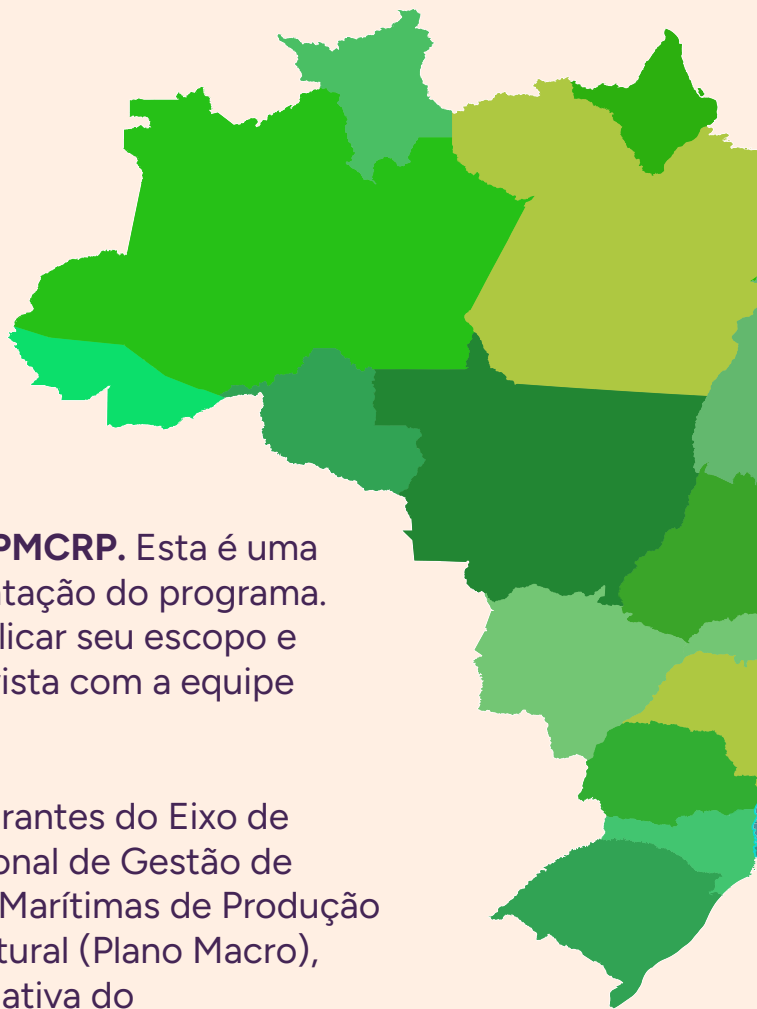 PMCRP. Esta é uma
tação do programa.
licar seu escopo e
ista com a equipe
rantes do Eixo de
onal de Gestão de
Marítimas de Produção
tural (Plano Macro),
ativa do